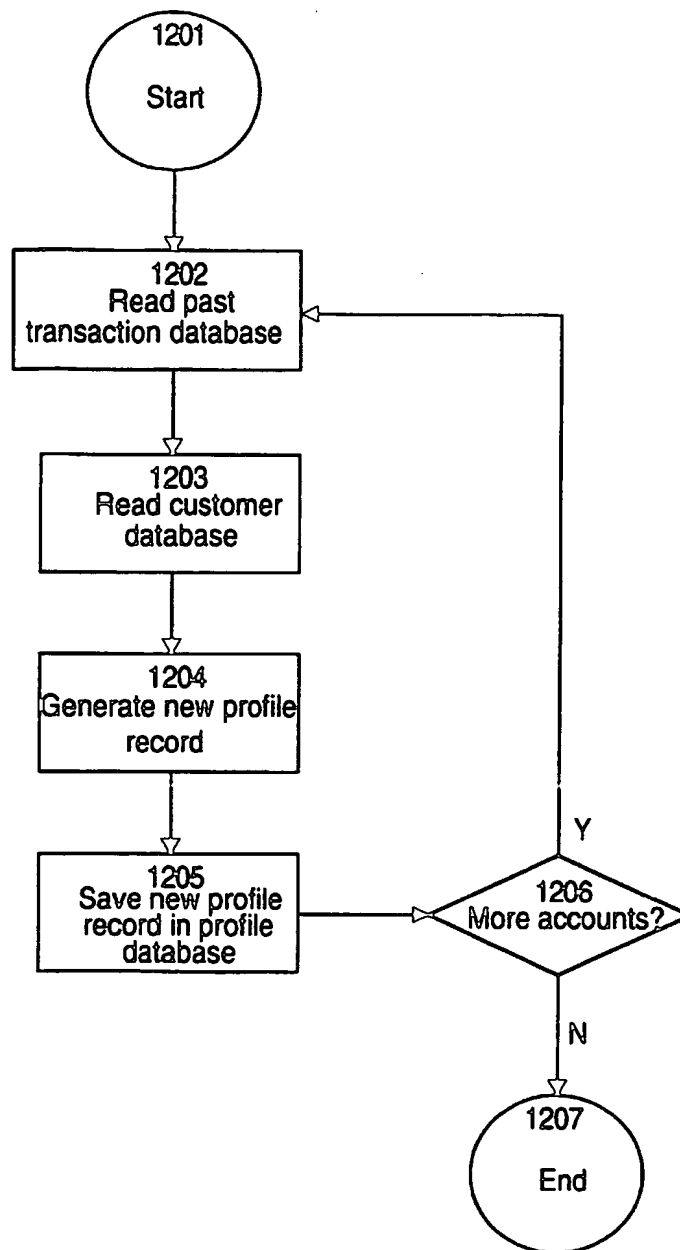 1201
Start
1202
Read past
transaction database
1203
Read customer
database
1204
Generate new profile
record
1205
Save new profile
record in profile
database
Y
1206
More accounts?
N
1207
End